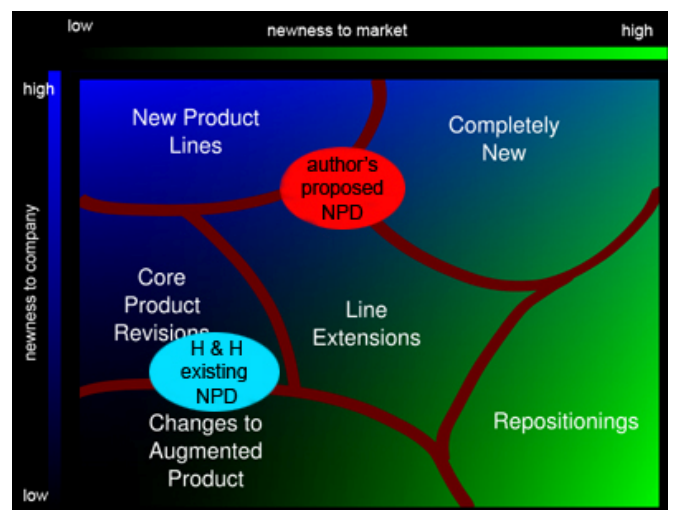 low
newness to market
high
high
newness to company
low
New Product
Lines
Completely
New
author's
proposed
NPD
Core
Product
Revisions
Line
Extensions
H & H
existing
NPD
Changes to
Augmented
Product
Repositionings